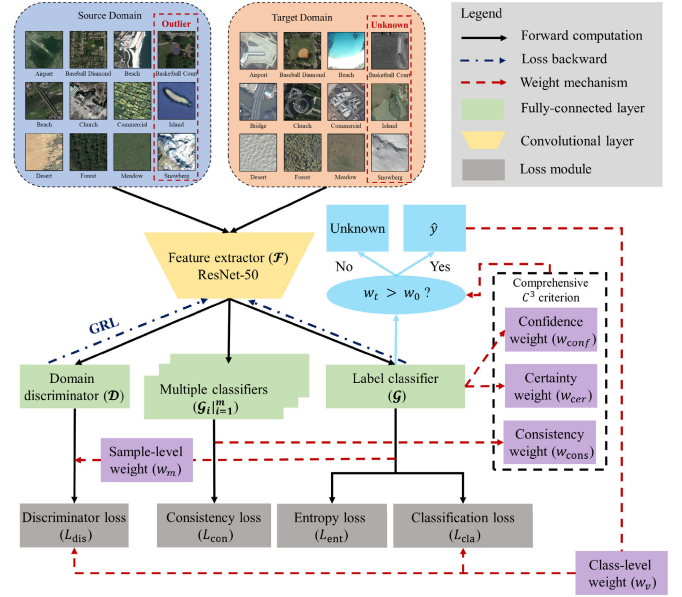 Source Domain
Outlier
Airport
Baseball Diamond
Beach
Basketball Court
Beach
Church
Commercial
Island
Desert
Forest
Meadow
Snowberg
Target Domain
Unknown
Airport
Baseball Diamond
Beach
Basketball Court
Bridge
Church
Commercial
Island
Desert
Forest
Meadow
Snowberg
Legend
Forward computation
Loss backward
Weight mechanism
Fully-connected layer
Convolutional layer
Loss module
Feature extractor (𝓕)
ResNet-50
GRL
Unknown
ŷ
No
Yes
w_t > w_0 ?
Comprehensive
C³ criterion
Confidence
weight (w_conf)
Certainty
weight (w_cer)
Consistency
weight (w_cons)
Domain
discriminator (𝓓)
Multiple classifiers
(𝓖_i|_{i=1}^m)
Label classifier
(𝓖)
Sample-level
weight (w_m)
Discriminator loss
(L_dis)
Consistency loss
(L_con)
Entropy loss
(L_ent)
Classification loss
(L_cla)
Class-level
weight (w_v)